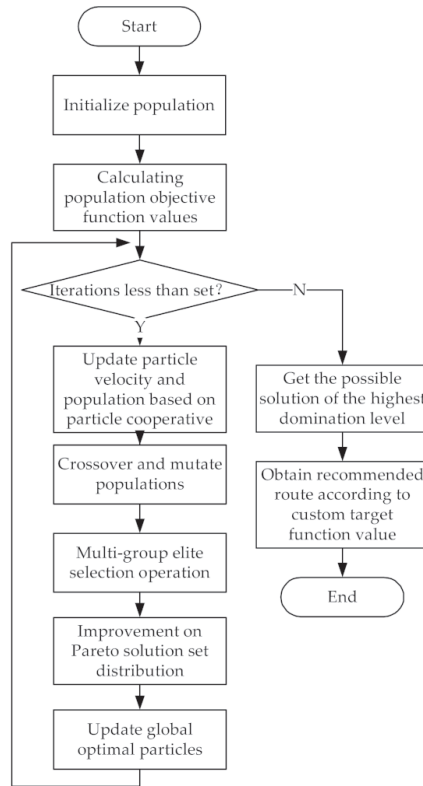 Start
Initialize population
Calculating
population objective
function values
Iterions less than set?
N
Y
Update particle
velocity and
population based on
particle cooperative
Crossover and mutate
populations
Multi-group elite
selection operation
Improvement on
Pareto solution set
distribution
Update global
optimal particles
Get the possible
solution of the highest
domination level
Obtain recommended
route according to
custom target
function value
End